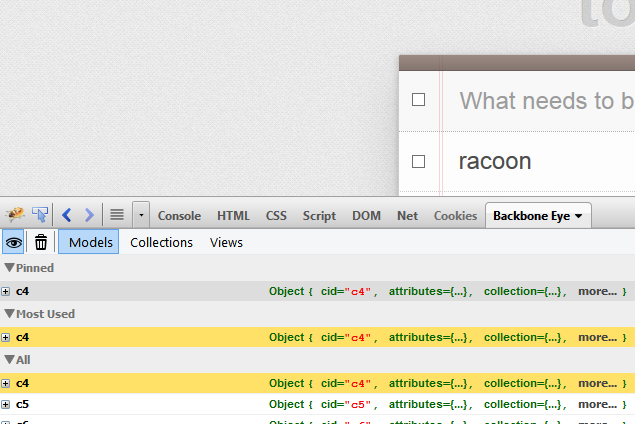 to
What needs to b
racoon
Console HTML CSS Script DOM Net Cookies Backbone Eye
Models Collections Views
Pinned
c4 Object { cid="c4", attributes={...}, collection={...}, more... }
Most Used
c4 Object { cid="c4", attributes={...}, collection={...}, more... }
All
c4 Object { cid="c4", attributes={...}, collection={...}, more... }
c5 Object { cid="c5", attributes={...}, collection={...}, more... }